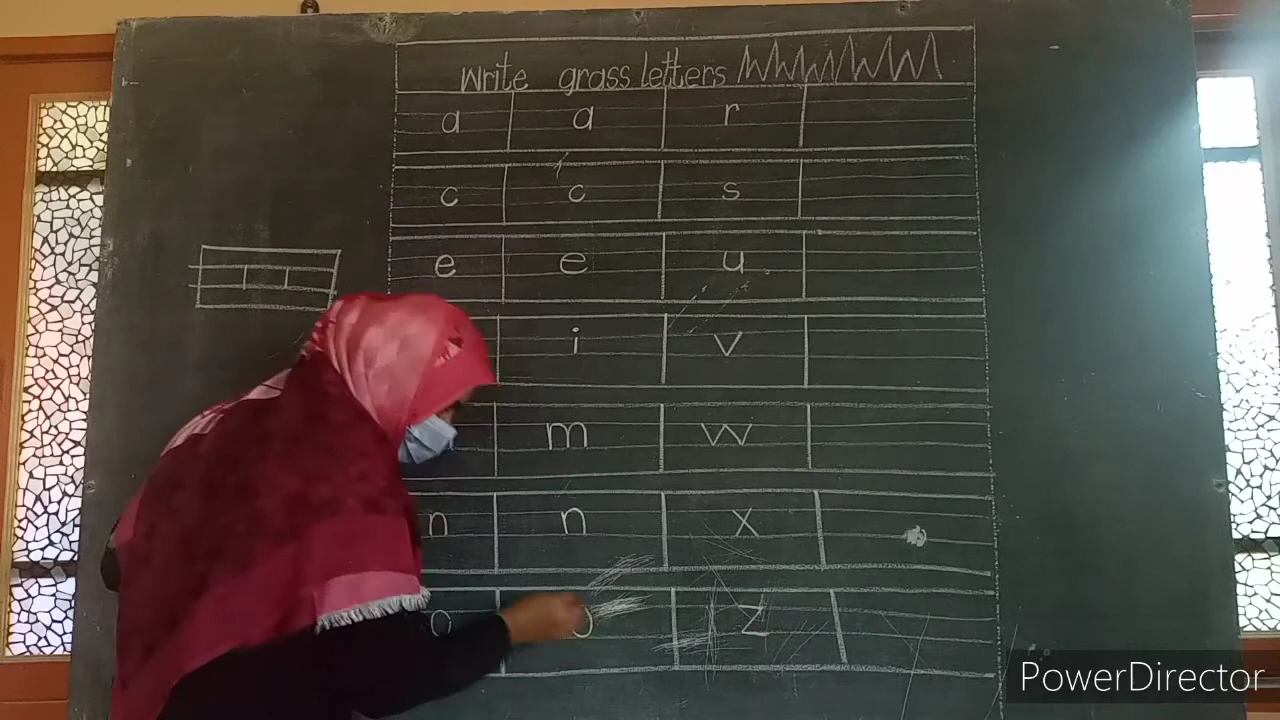 Write grass letters
a a r
c c s
e e u
i v
m w
n n x
o o z
PowerDirector